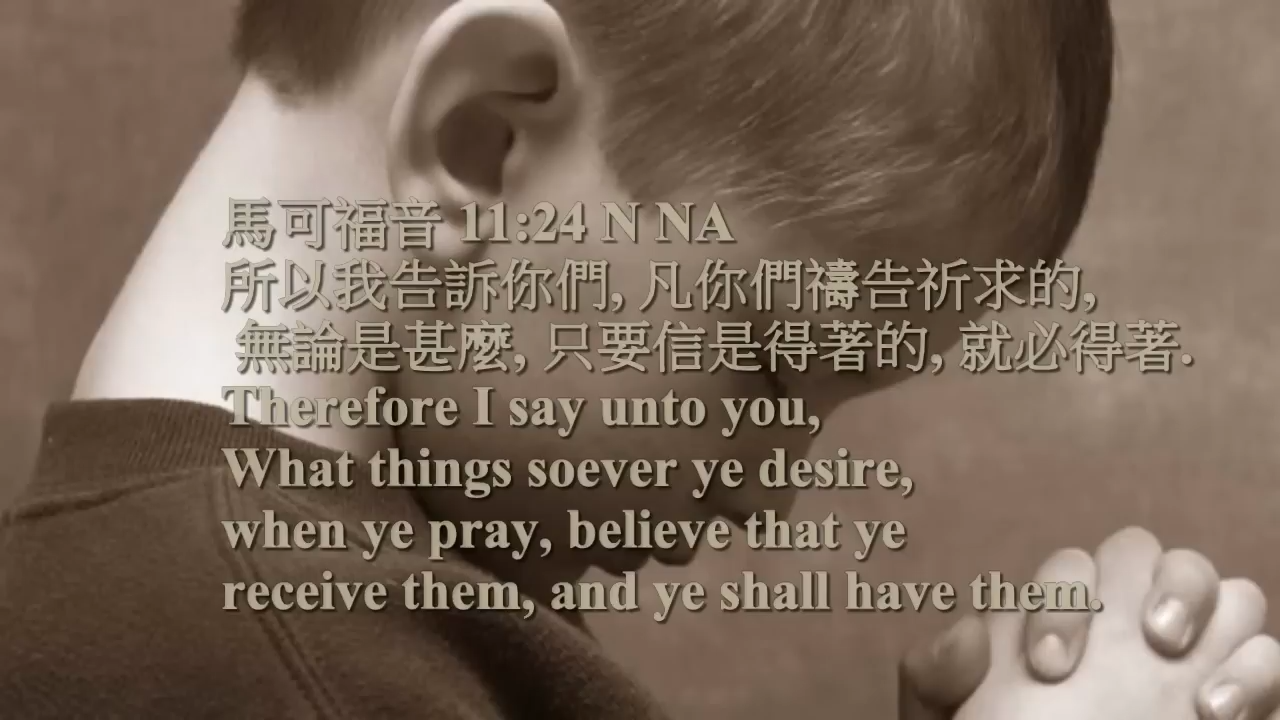 馬可福音 11:24 N NA
所以我告訴你們, 凡你們禱告祈求的,
無論是甚麼, 只要信是得著的, 就必得著.
Therefore I say unto you,
What things soever ye desire,
when ye pray, believe that ye
receive them, and ye shall have them.